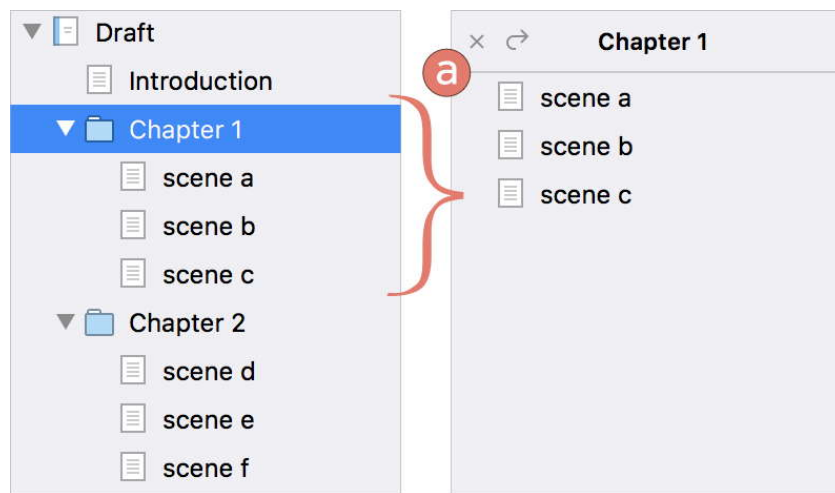 Draft
Introduction
Chapter 1
scene a
scene b
scene c
Chapter 2
scene d
scene e
scene f
a
Chapter 1
scene a
scene b
scene c